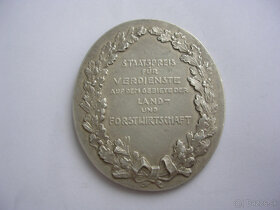 STAATSPREIS
FÜR
VERDIENSTE
AUF DEM GEBIETE DER
LAND-
UND
FORSTWIRTSCHAFT